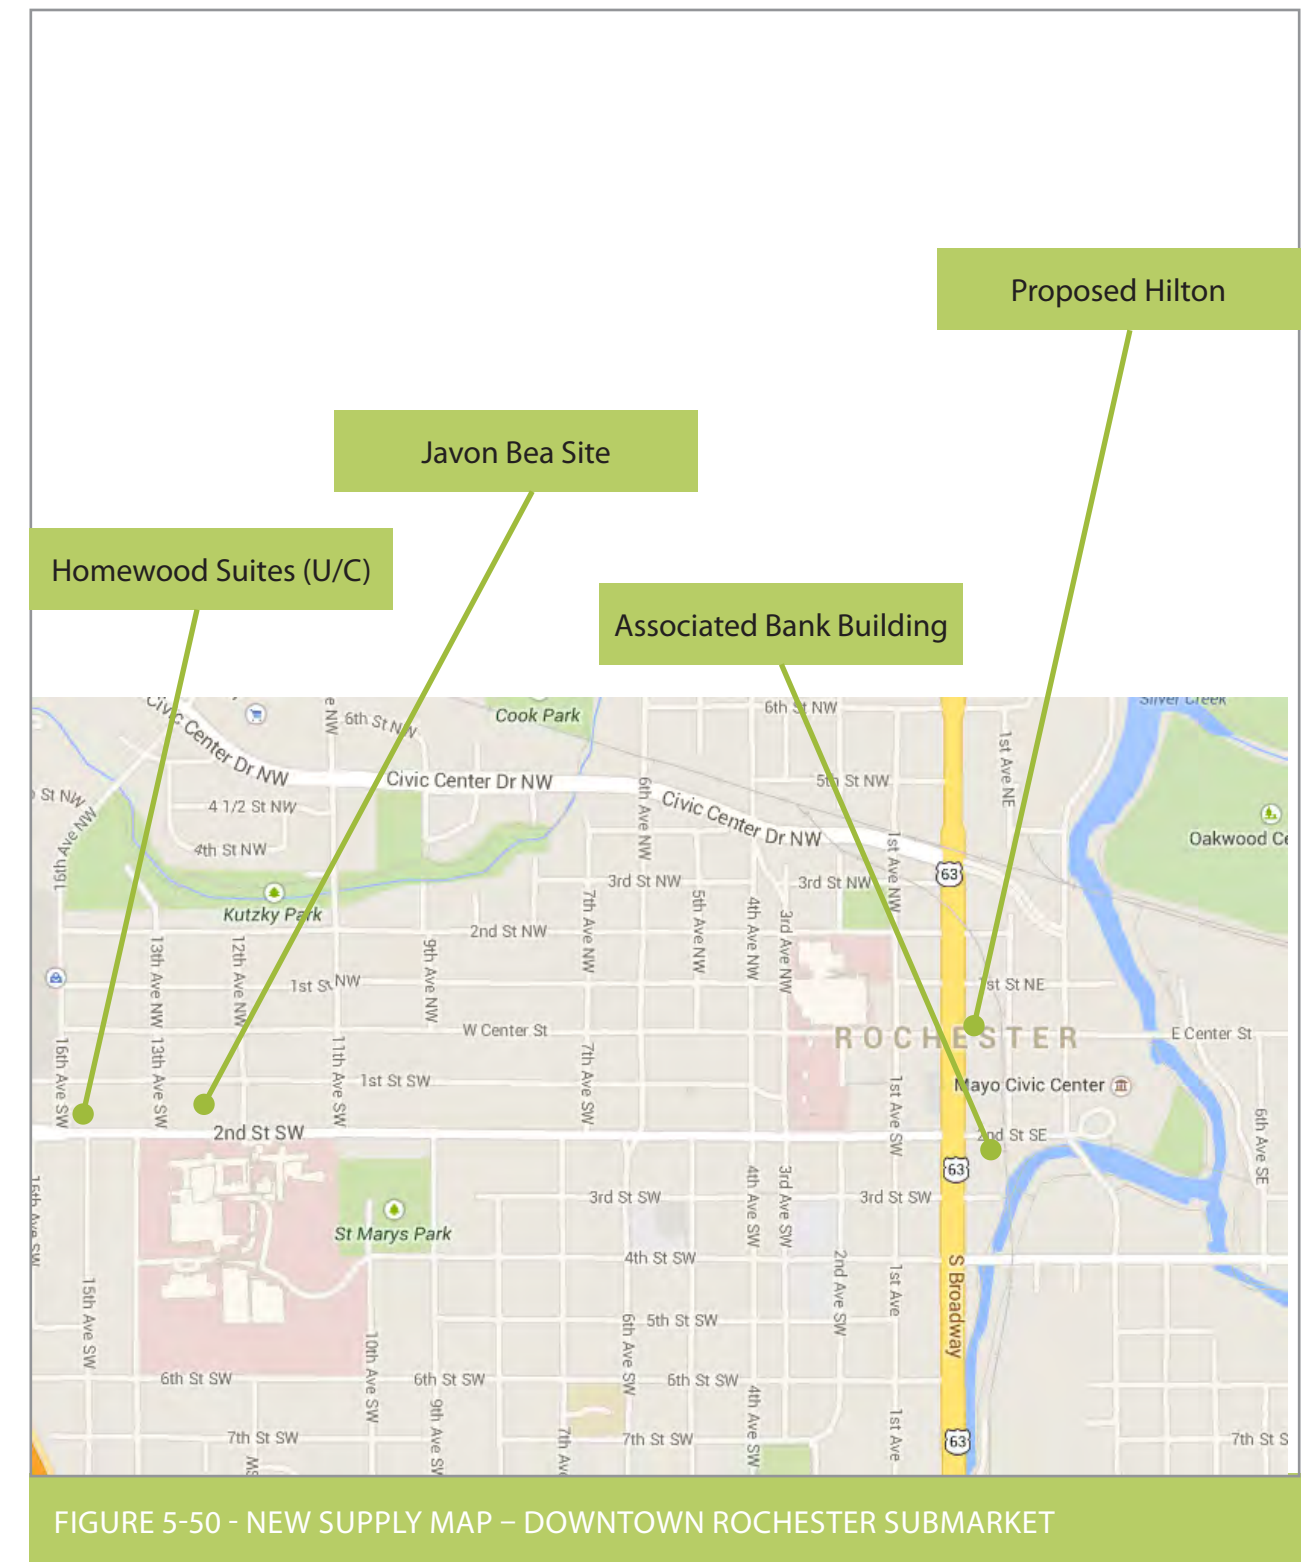 Proposed Hilton
Javon Bea Site
Homewood Suites (U/C)
Associated Bank Building
Civic Center Dr NW
e NW
6th St NW
Cook Park
6th St NW
Silver Creek
1st Ave NE
St NW
16th Ave NW
4 1/2 St NW
Civic Center Dr NW
6th Ave NW
Civic Center Dr NW
5th St NW
1st Ave NW
Oakwood Ce
4th St NW
63
Kutzky Park
3rd St NW
3rd St NW
7th Ave NW
5th Ave NW
4th Ave NW
3rd Ave NW
2nd St NW
13th Ave NW
12th Ave NW
9th Ave NW
1st St NW
1st St NE
W Center St
ROCHESTER
E Center St
16th Ave SW
13th Ave SW
11th Ave SW
7th Ave SW
1st St SW
1st Ave SW
Mayo Civic Center
2nd St SW
2nd St SE
6th Ave SE
63
St Marys Park
3rd St SW
4th Ave SW
3rd Ave SW
3rd St SW
4th St SW
2nd Ave SW
1st Ave
S Broadway
15th Ave SW
10th Ave SW
6th Ave SW
5th St SW
6th St SW
6th St SW
6th St SW
9th Ave SW
4th Ave SW
1st Ave
7th St SW
7th Av
7th St SW
63
7th St S
FIGURE 5-50 - NEW SUPPLY MAP – DOWNTOWN ROCHESTER SUBMARKET